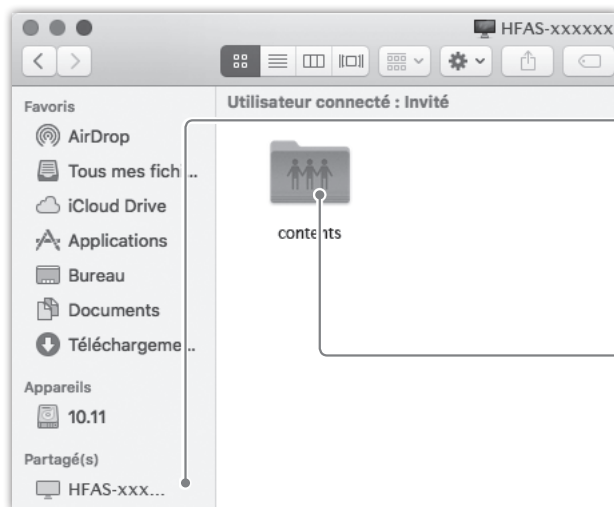 HFAS-xxxxxx
Favoris
Utilisateur connecté : Invité
AirDrop
Tous mes fichi...
iCloud Drive
Applications
Bureau
Documents
Téléchargeme...
Appareils
10.11
Partagé(s)
HFAS-xxx...
contents